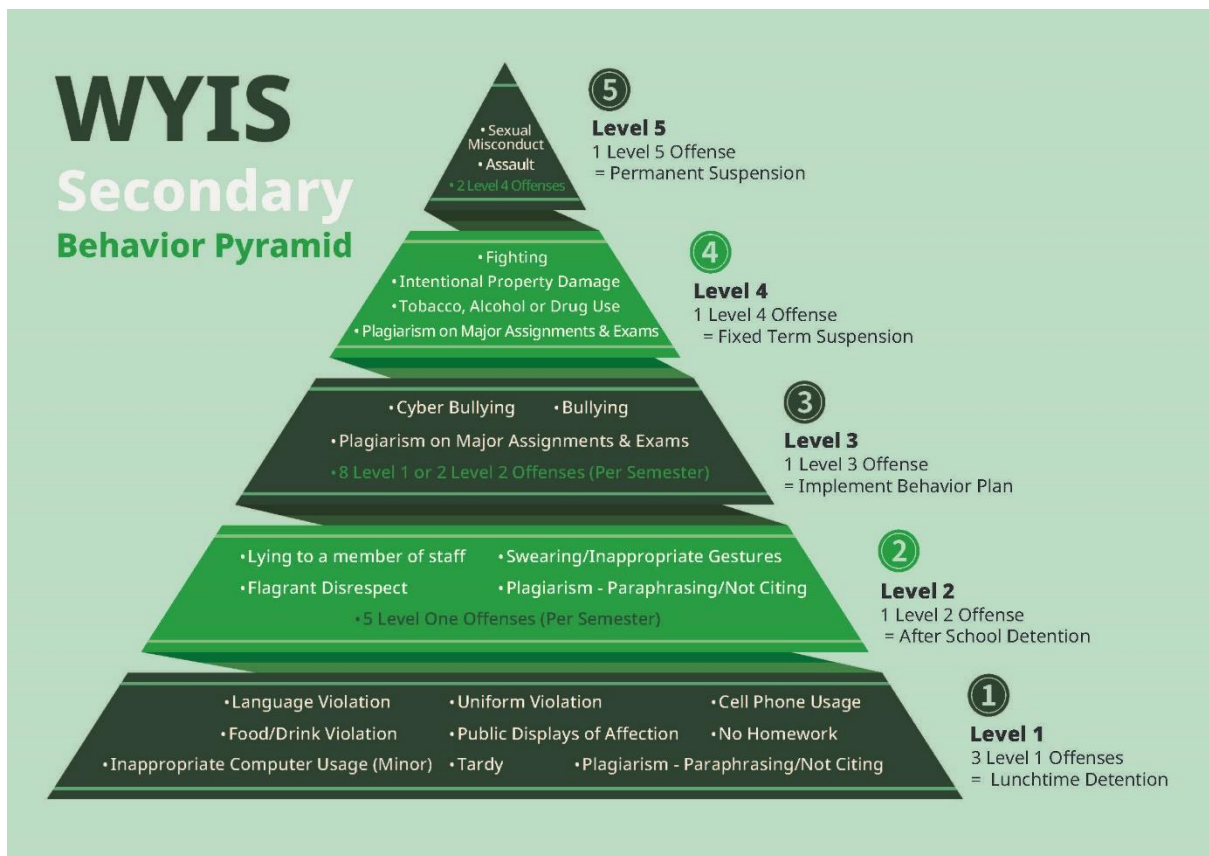 WYIS
Secondary
Behavior Pyramid
5
Level 5
1 Level 5 Offense
= Permanent Suspension
• Sexual
Misconduct
• Assault
• 2 Level 4 Offenses
4
Level 4
1 Level 4 Offense
= Fixed Term Suspension
• Fighting
• Intentional Property Damage
• Tobacco, Alcohol or Drug Use
• Plagiarism on Major Assignments & Exams
3
Level 3
1 Level 3 Offense
= Implement Behavior Plan
• Cyber Bullying • Bullying
• Plagiarism on Major Assignments & Exams
• 8 Level 1 or 2 Level 2 Offenses (Per Semester)
2
Level 2
1 Level 2 Offense
= After School Detention
• Lying to a member of staff • Swearing/Inappropriate Gestures
• Flagrant Disrespect • Plagiarism - Paraphrasing/Not Citing
• 5 Level One Offenses (Per Semester)
1
Level 1
3 Level 1 Offenses
= Lunchtime Detention
• Language Violation • Uniform Violation • Cell Phone Usage
• Food/Drink Violation • Public Displays of Affection • No Homework
• Inappropriate Computer Usage (Minor) • Tardy • Plagiarism - Paraphrasing/Not Citing